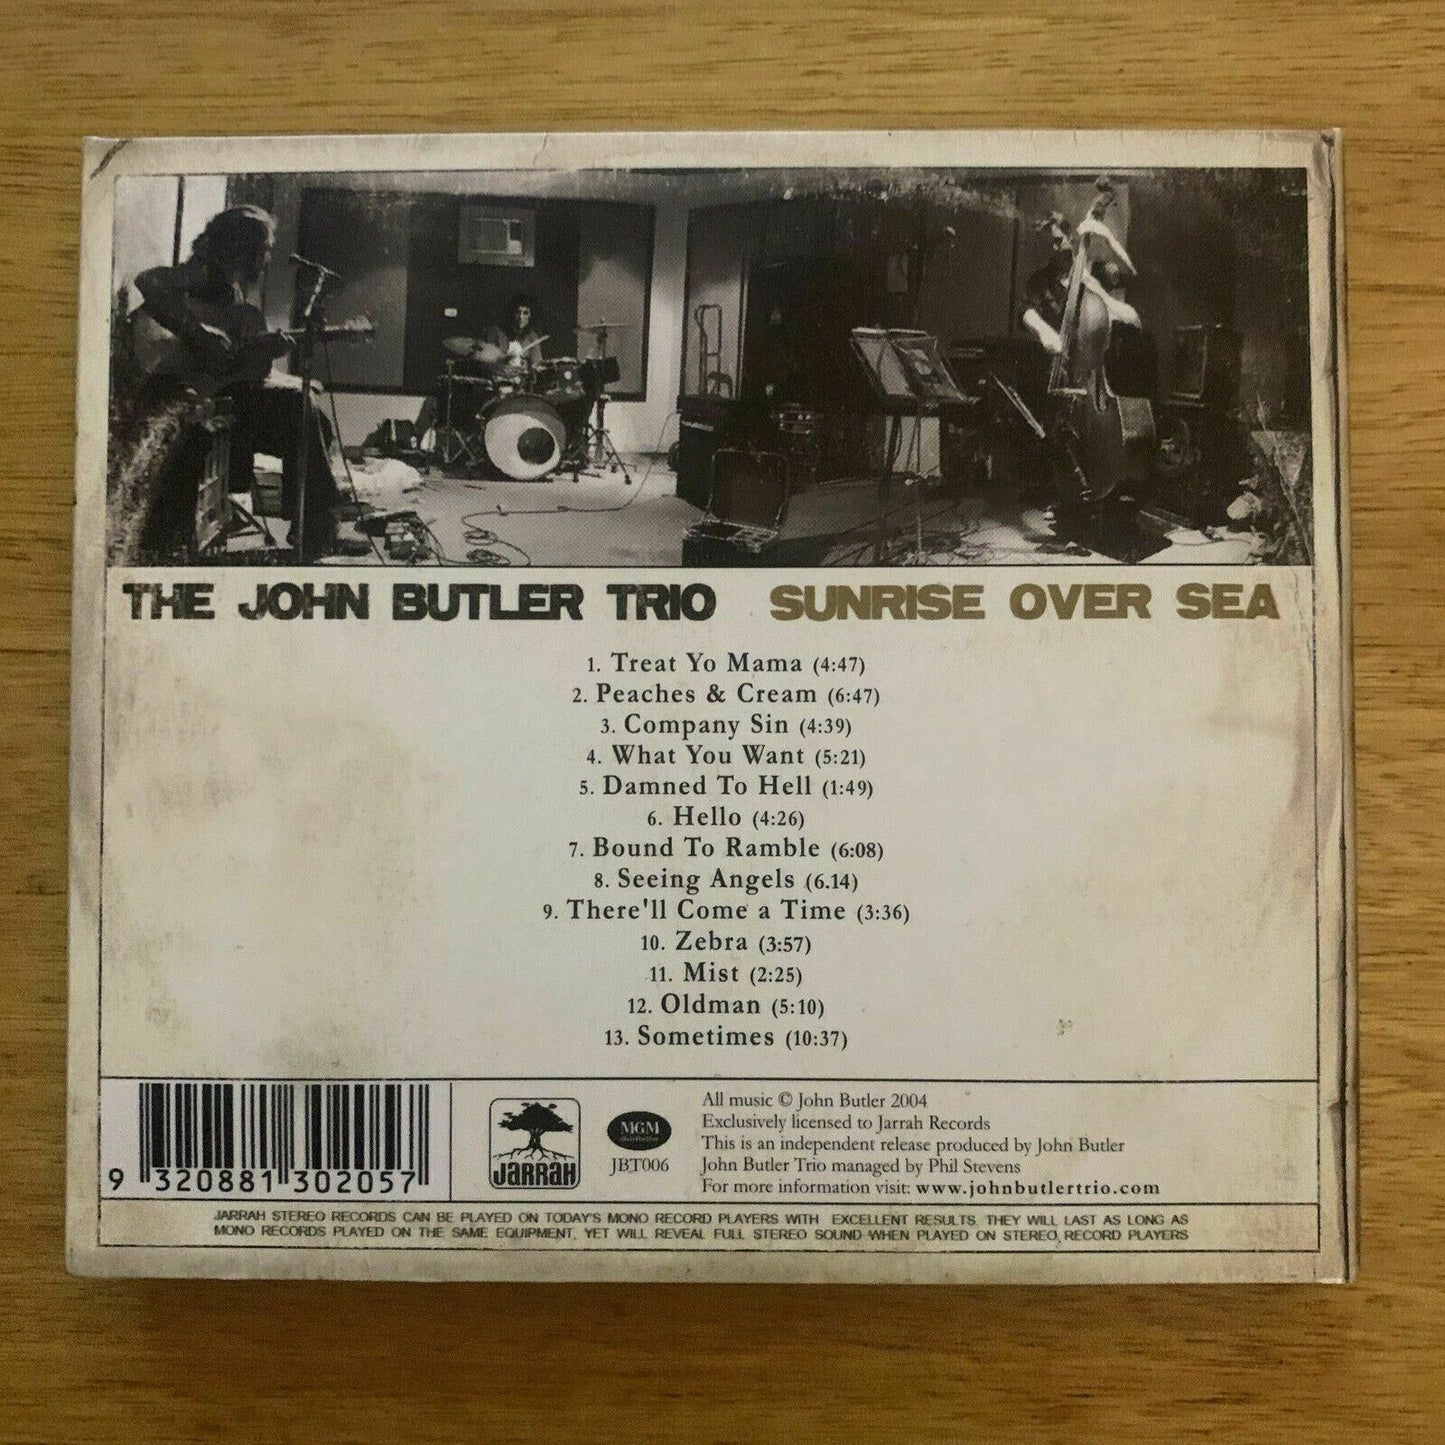 THE JOHN BUTLER TRIO SUNRISE OVER SEA
1. Treat Yo Mama (4:47)
2. Peaches & Cream (6:47)
3. Company Sin (4:39)
4. What You Want (5:21)
5. Damned To Hell (1:49)
6. Hello (4:26)
7. Bound To Ramble (6:08)
8. Seeing Angels (6.14)
9. There'll Come a Time (3:36)
10. Zebra (3:57)
11. Mist (2:25)
12. Oldman (5:10)
13. Sometimes (10:37)
9 320881 302057
JARRAH
MGM
distribution
JBT006
All music © John Butler 2004
Exclusively licensed to Jarrah Records
This is an independent release produced by John Butler
John Butler Trio managed by Phil Stevens
For more information visit: www.johnbutlertrio.com
JARRAH STEREO RECORDS CAN BE PLAYED ON TODAY'S MONO RECORD PLAYERS WITH EXCELLENT RESULTS. THEY WILL LAST AS LONG AS
MONO RECORDS PLAYED ON THE SAME EQUIPMENT, YET WILL REVEAL FULL STEREO SOUND WHEN PLAYED ON STEREO RECORD PLAYERS